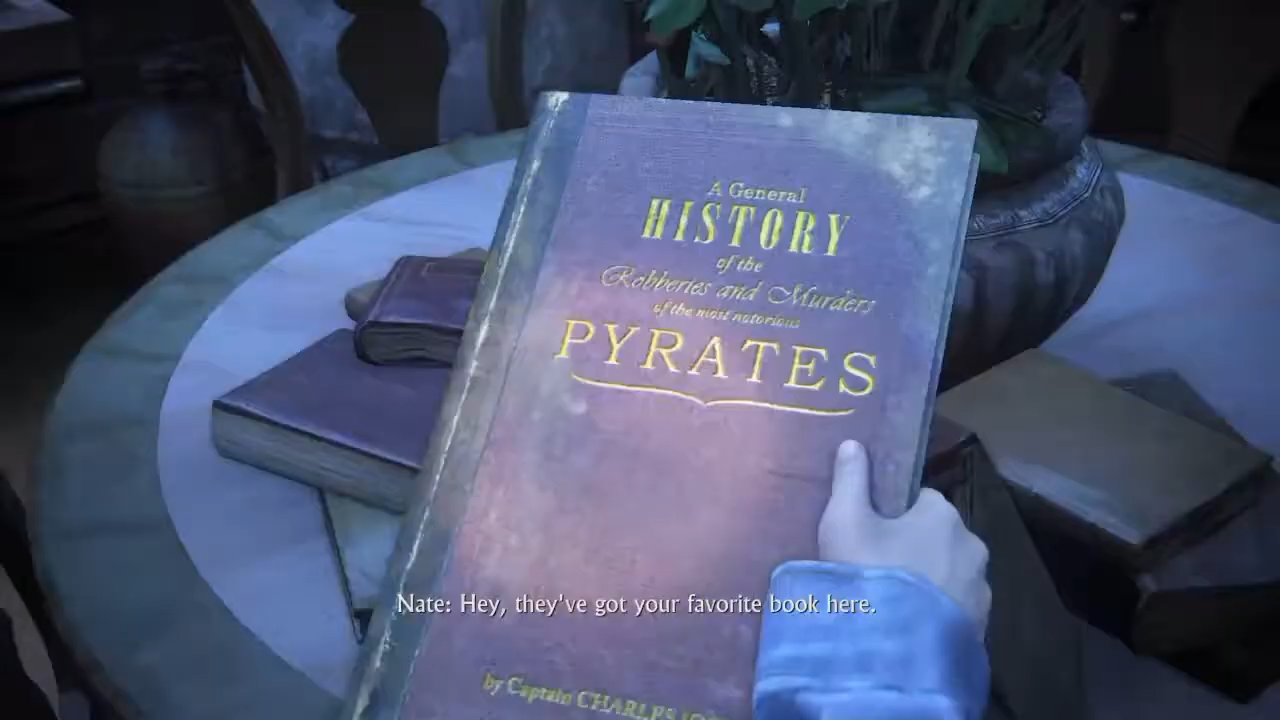 A General
HISTORY
of the
Robberies and Murders
of the most notorious
PYRATES
Nate: Hey, they've got your favorite book here.
by Captain CHARLES